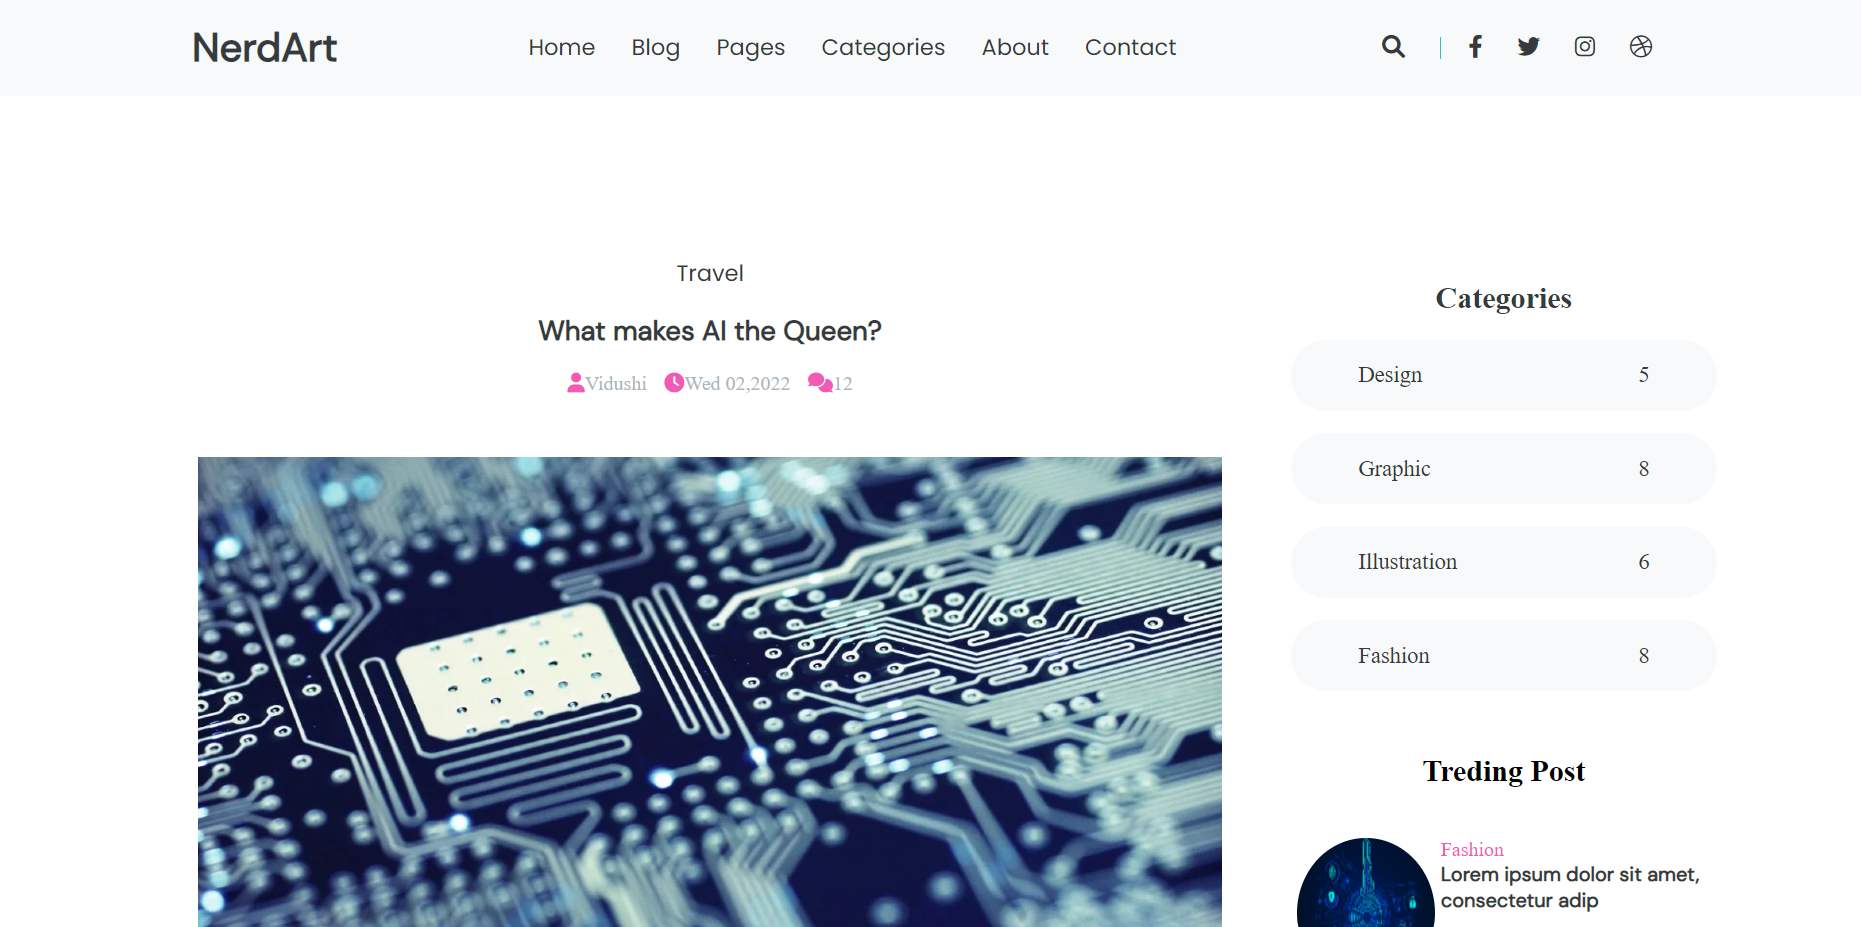 NerdArt
Home Blog Pages Categories About Contact
Travel
What makes AI the Queen?
Vidushi Wed 02,2022 12
Categories
Design 5
Graphic 8
Illustration 6
Fashion 8
Treding Post
Fashion
Lorem ipsum dolor sit amet,
consectetur adip